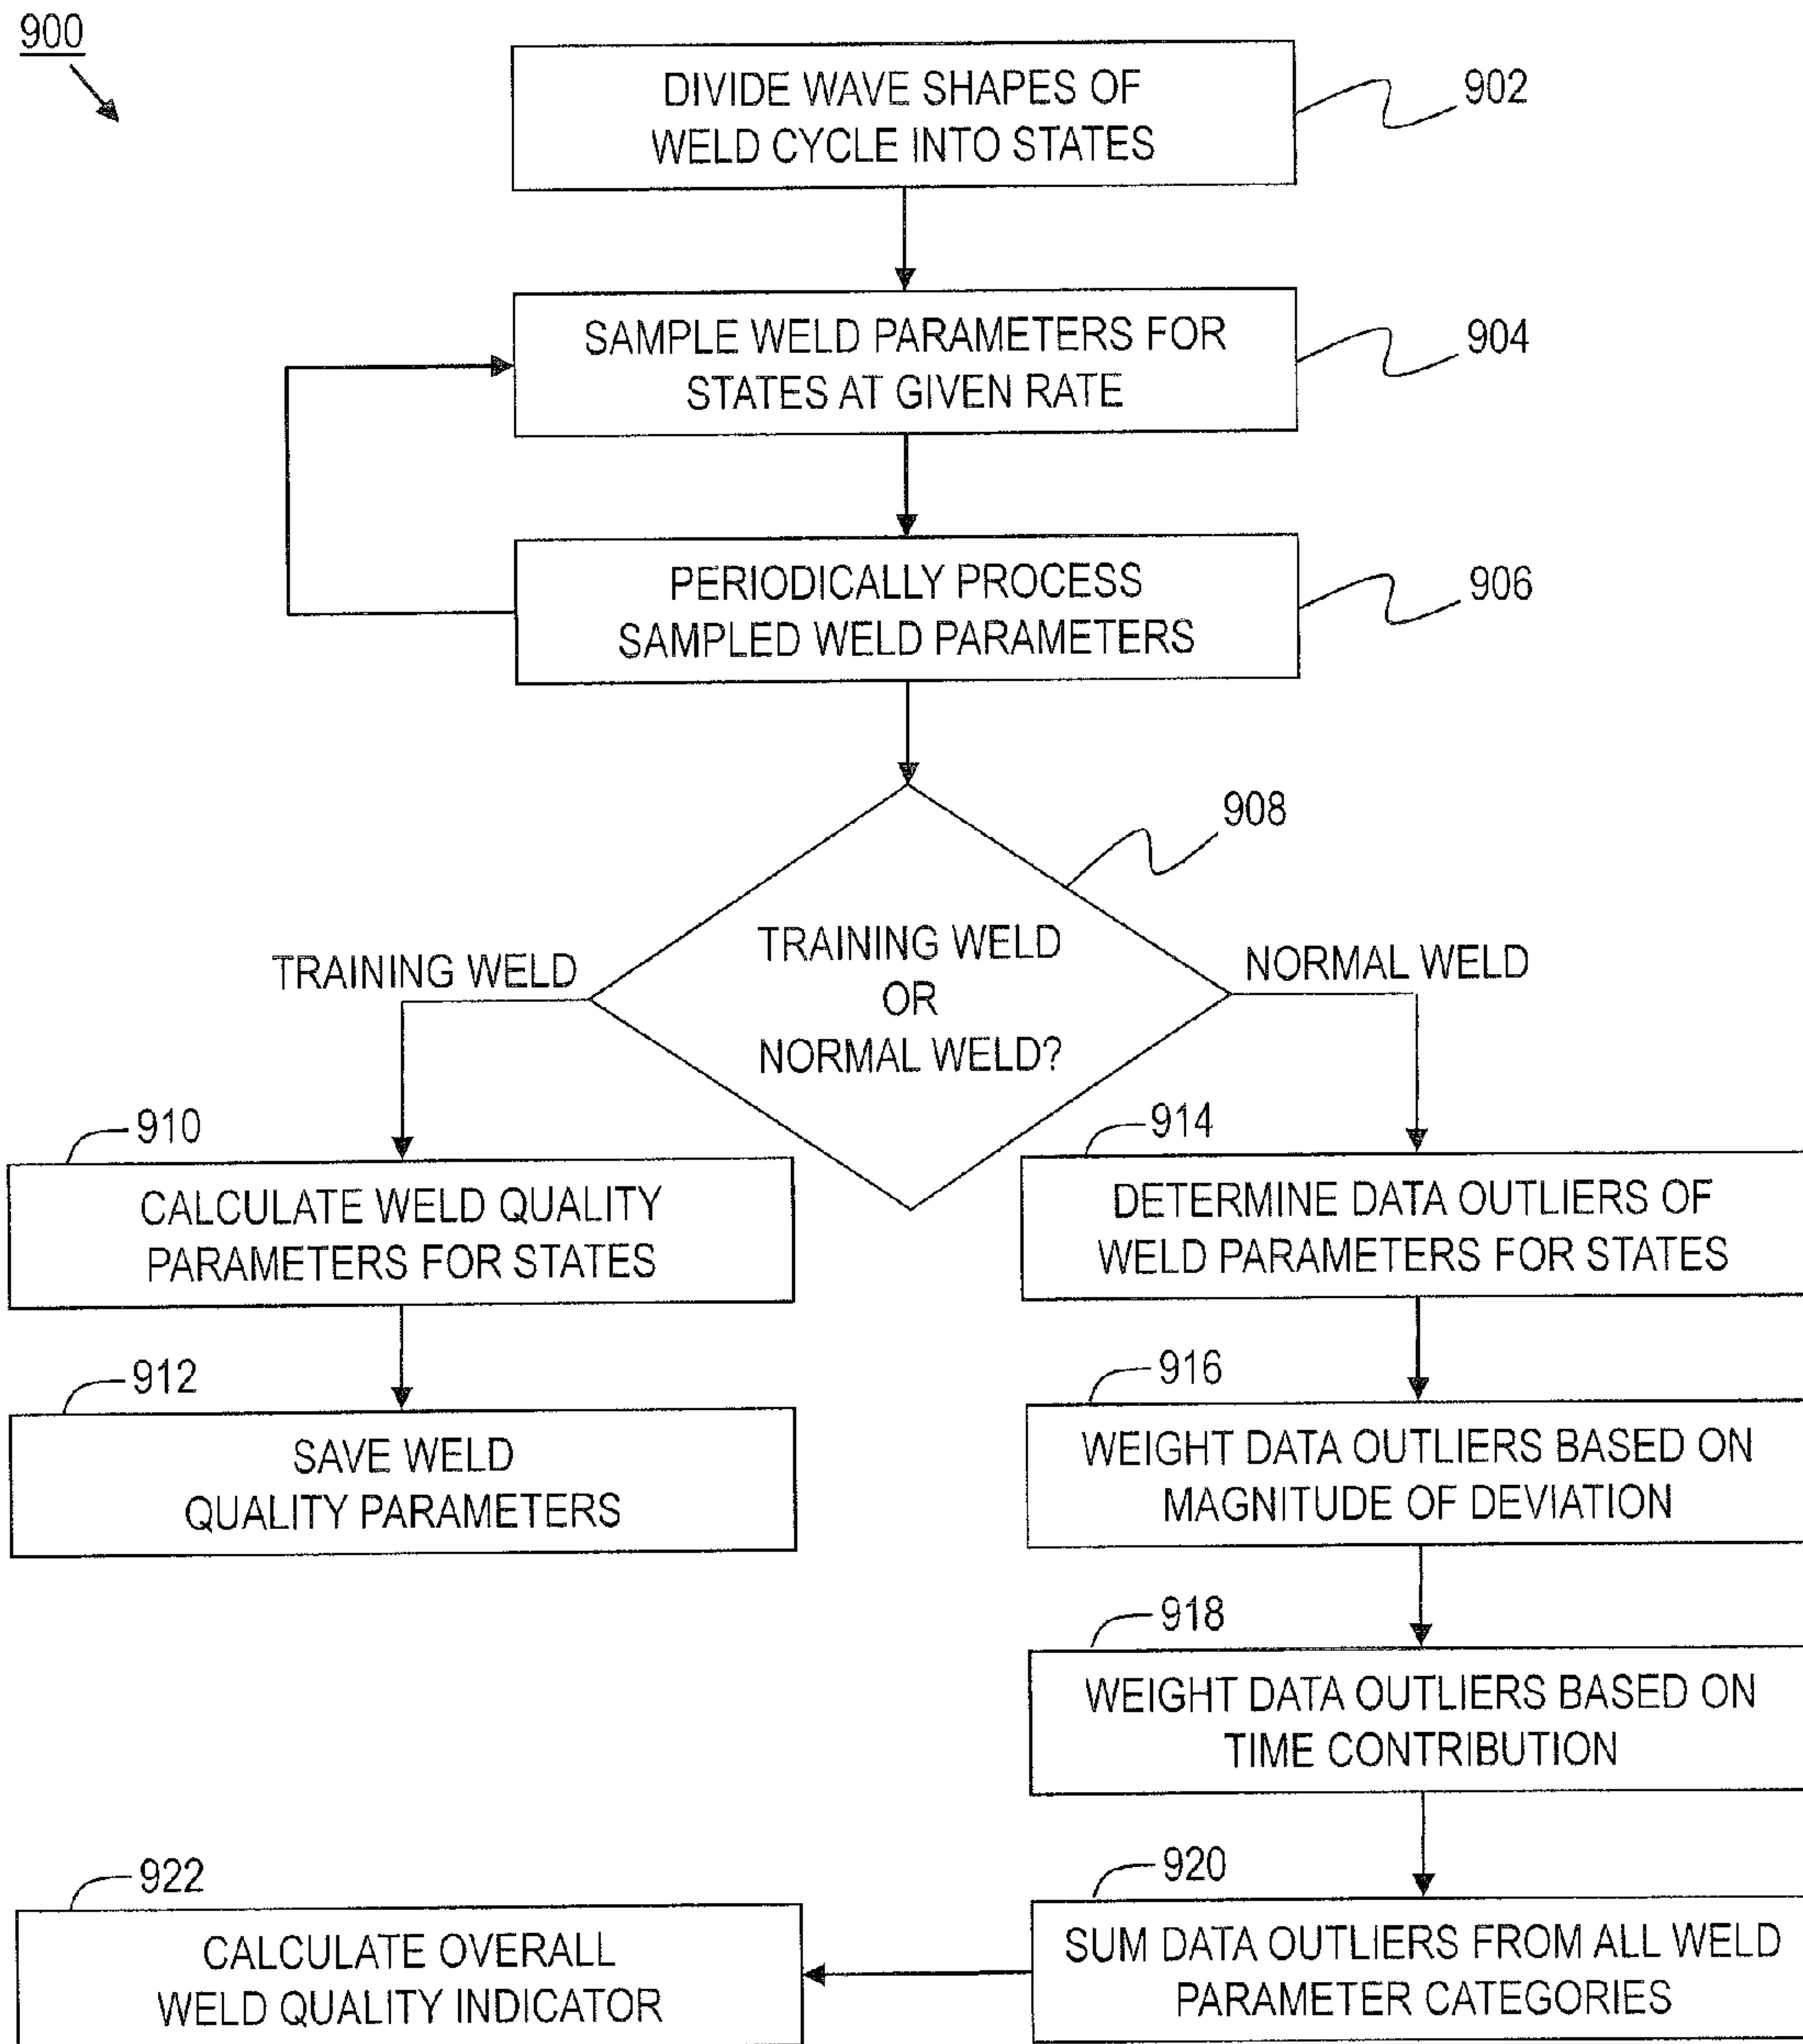 900
DIVIDE WAVE SHAPES OF
WELD CYCLE INTO STATES
902
SAMPLE WELD PARAMETERS FOR
STATES AT GIVEN RATE
904
PERIODICALLY PROCESS
SAMPLED WELD PARAMETERS
906
908
TRAINING WELD
OR
NORMAL WELD?
TRAINING WELD
NORMAL WELD
910
CALCULATE WELD QUALITY
PARAMETERS FOR STATES
912
SAVE WELD
QUALITY PARAMETERS
914
DETERMINE DATA OUTLIERS OF
WELD PARAMETERS FOR STATES
916
WEIGHT DATA OUTLIERS BASED ON
MAGNITUDE OF DEVIATION
918
WEIGHT DATA OUTLIERS BASED ON
TIME CONTRIBUTION
920
SUM DATA OUTLIERS FROM ALL WELD
PARAMETER CATEGORIES
922
CALCULATE OVERALL
WELD QUALITY INDICATOR